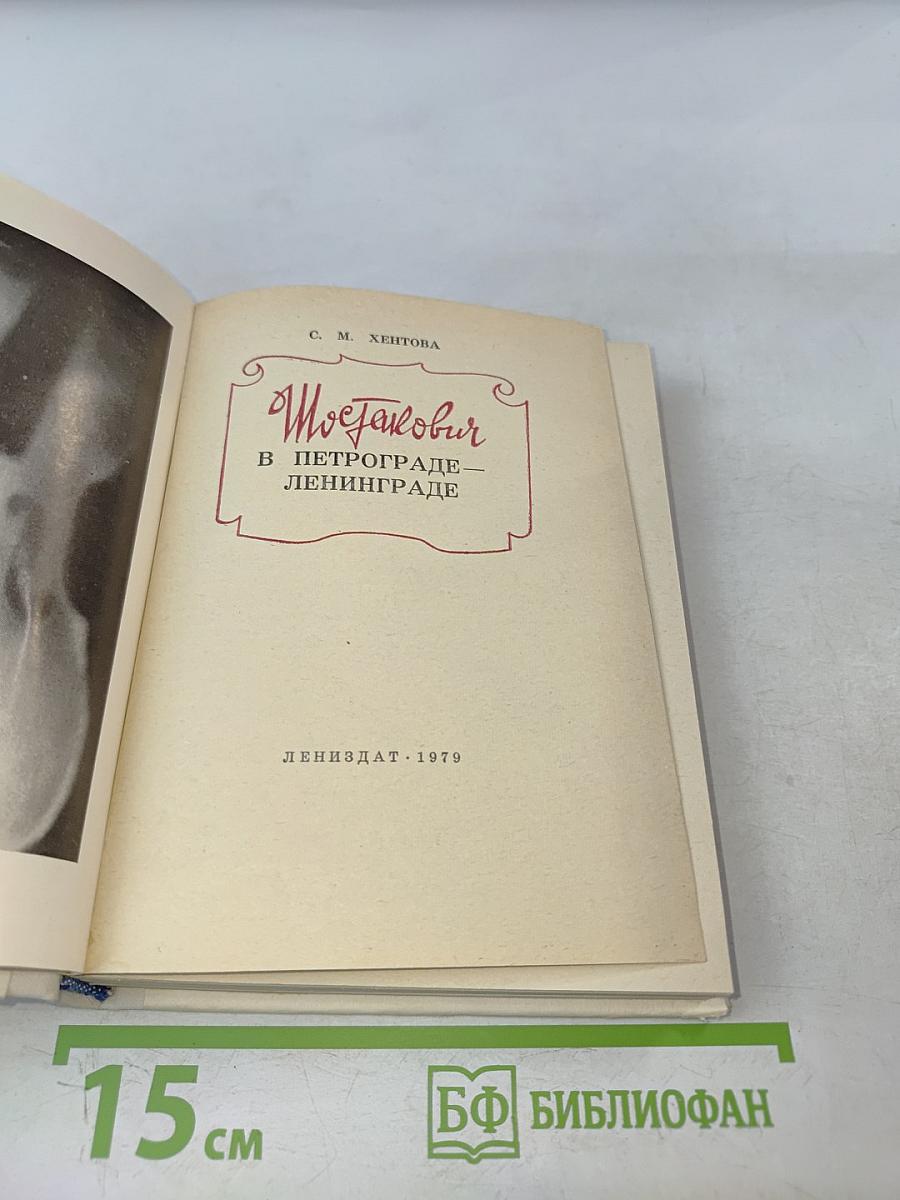 С. М. ХЕНТОВА
Шостакович
В ПЕТРОГРАДЕ—
ЛЕНИНГРАДЕ
ЛЕНИЗДАТ · 1979
15 см
БФ БИБЛИОФАН